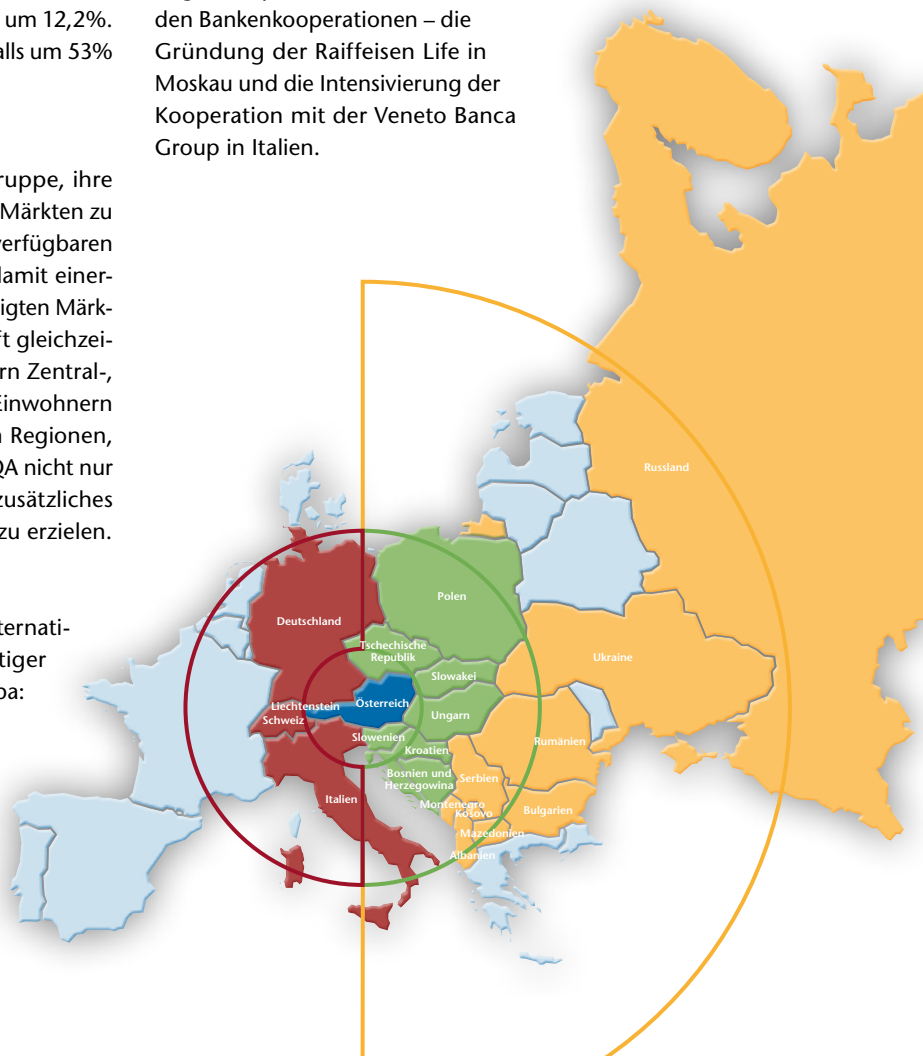 um 12,2%.
alls um 53%
ruppe, ihre
Märkten zu
verfügbaren
damit einer-
igten Märk-
ft gleichzei-
rn Zentral-,
Einwohnern
n Regionen,
QA nicht nur
zusätzliches
zu erzielen.
ternati-
tiger
pa:
den Bankenkooperationen – die
Gründung der Raiffeisen Life in
Moskau und die Intensivierung der
Kooperation mit der Veneto Banca
Group in Italien.
Russland
Polen
Deutschland
Tschechische
Republik
Ukraine
Slowakei
Österreich
Liechtenstein
Schweiz
Ungarn
Slowenien
Rumänien
Kroatien
Bosnien und
Herzegowina
Serbien
Italien
Montenegro
Kosovo
Bulgarien
Mazedonien
Albanien